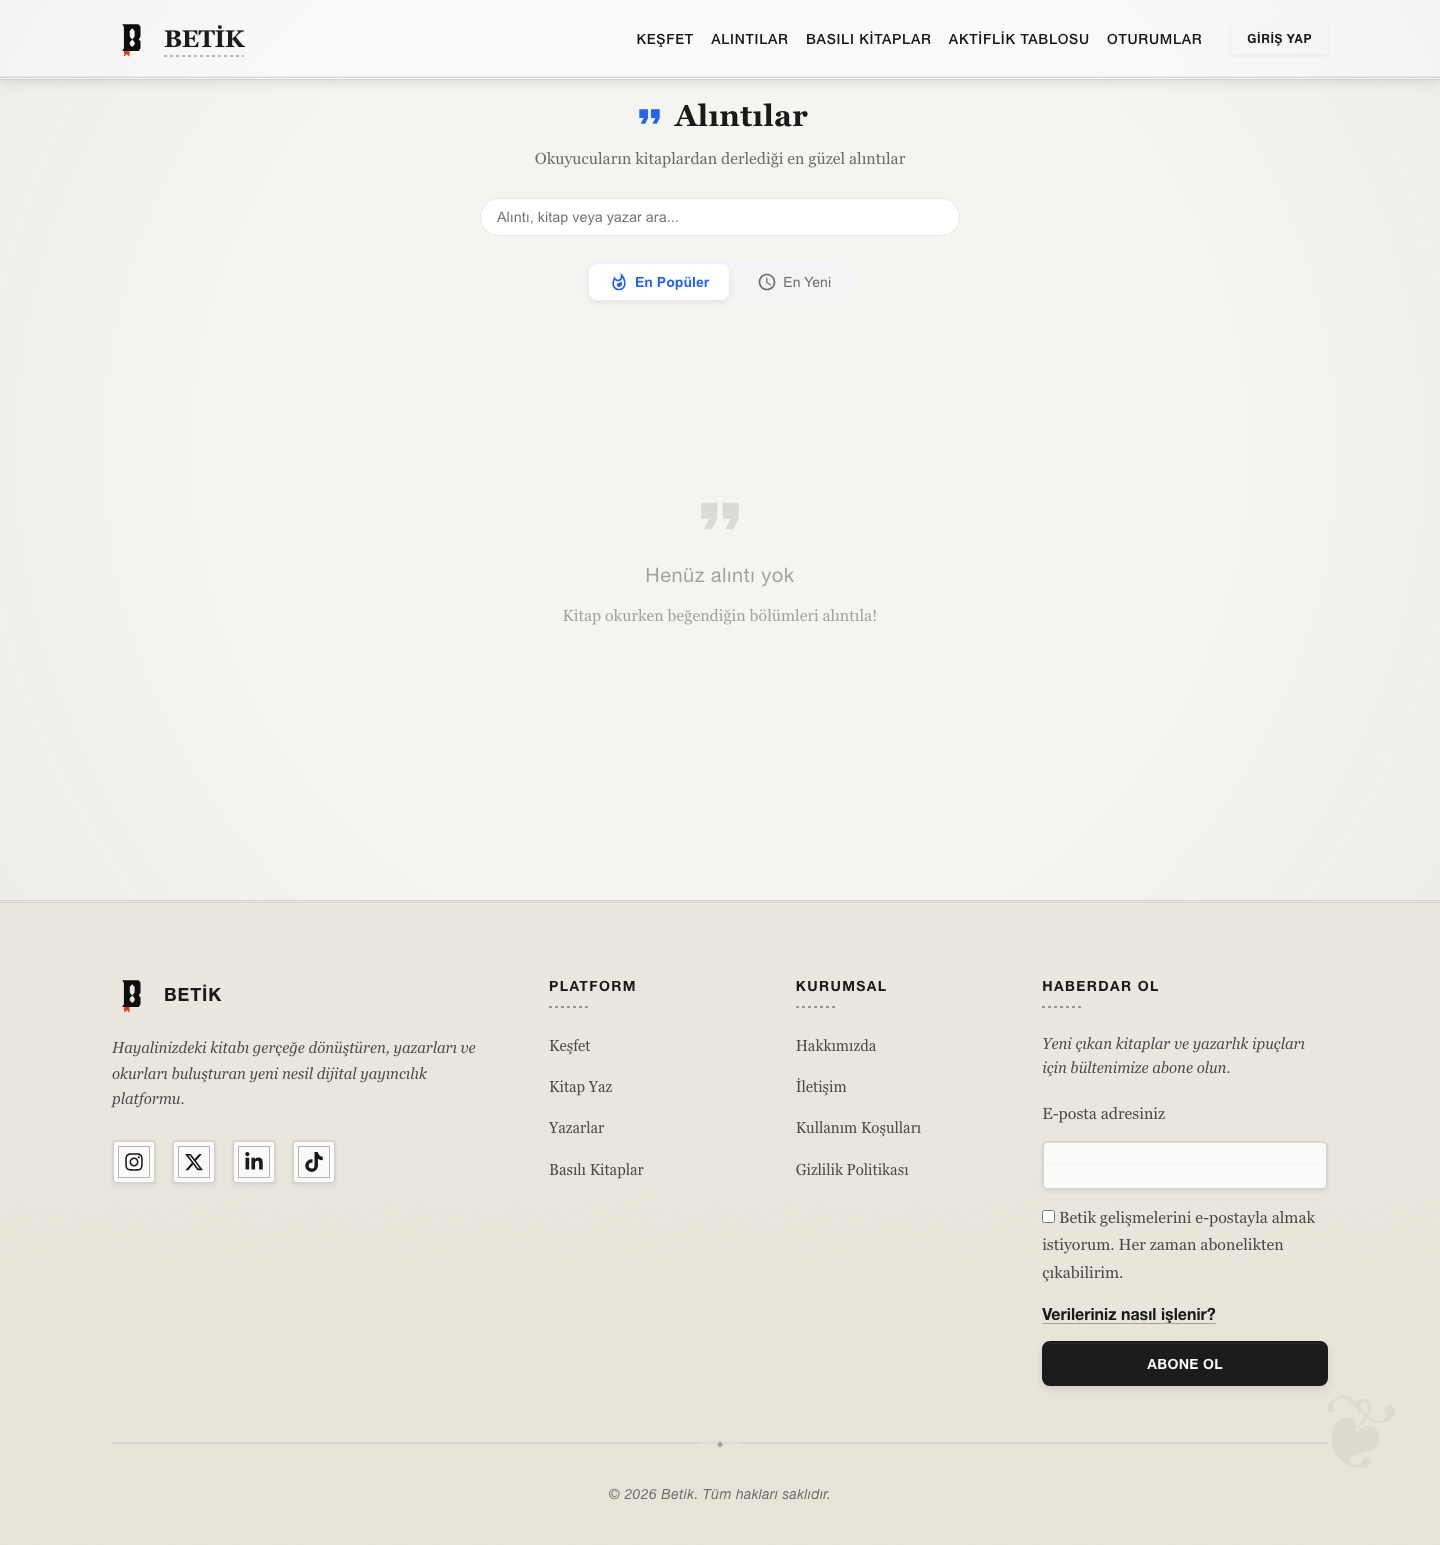 BETİK
KEŞFET ALINTILAR BASILI KİTAPLAR AKTİFLİK TABLOSU OTURUMLAR GİRİŞ YAP
Alıntılar
Okuyucuların kitaplardan derlediği en güzel alıntılar
Alıntı, kitap veya yazar ara...
En Popüler En Yeni
Henüz alıntı yok
Kitap okurken beğendiğin bölümleri alıntıla!
BETİK
Hayalinizdeki kitabı gerçeğe dönüştüren, yazarları ve
okurları buluşturan yeni nesil dijital yayıncılık
platformu.
PLATFORM
Keşfet
Kitap Yaz
Yazarlar
Basılı Kitaplar
KURUMSAL
Hakkımızda
İletişim
Kullanım Koşulları
Gizlilik Politikası
HABERDAR OL
Yeni çıkan kitaplar ve yazarlık ipuçları
için bültenimize abone olun.
E-posta adresiniz
Betik gelişmelerini e-postayla almak
istiyorum. Her zaman abonelikten
çıkabilirim.
Verileriniz nasıl işlenir?
ABONE OL
© 2026 Betik. Tüm hakları saklıdır.